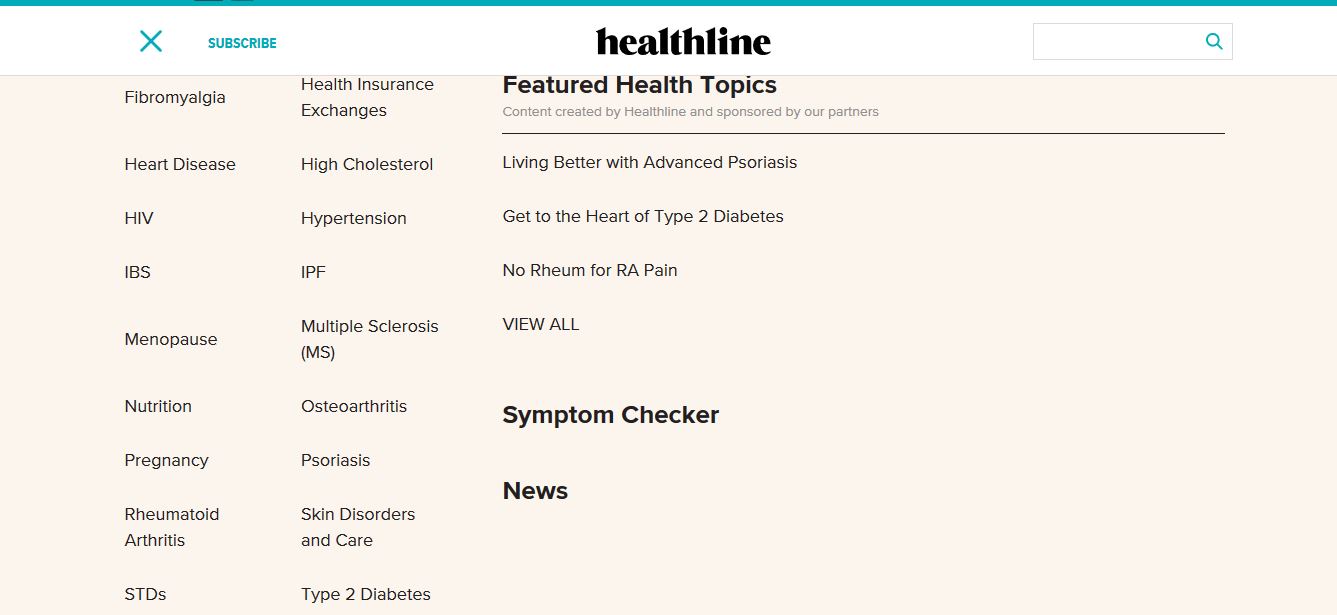 SUBSCRIBE
healthline
Fibromyalgia
Heart Disease
HIV
IBS
Menopause
Nutrition
Pregnancy
Rheumatoid
Arthritis
STDs
Health Insurance
Exchanges
High Cholesterol
Hypertension
IPF
Multiple Sclerosis
(MS)
Osteoarthritis
Psoriasis
Skin Disorders
and Care
Type 2 Diabetes
Featured Health Topics
Content created by Healthline and sponsored by our partners
Living Better with Advanced Psoriasis
Get to the Heart of Type 2 Diabetes
No Rheum for RA Pain
VIEW ALL
Symptom Checker
News